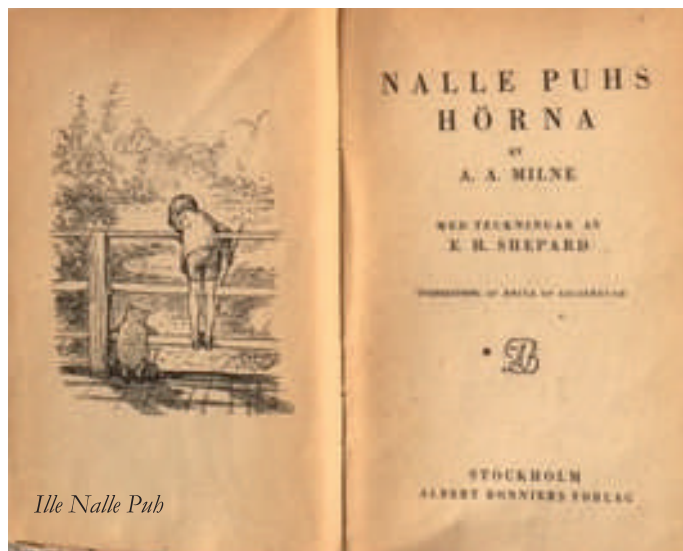 NALLE PUHS
HÖRNA
AV
A. A. MILNE
MED TECKNINGAR AV
E. H. SHEPARD
STOCKHOLM
ALBERT BONNIERS FÖRLAG
Ille Nalle Puh